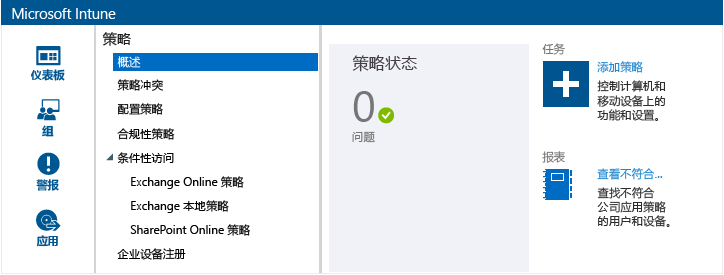 Microsoft Intune
仪表板
组
警报
应用
策略
概述
策略冲突
配置策略
合规性策略
条件性访问
Exchange Online 策略
Exchange 本地策略
SharePoint Online 策略
企业设备注册
策略状态
0
问题
任务
添加策略
控制计算机和
移动设备上的
功能和设置。
报表
查看不符合...
查找不符合
公司应用策略
的用户和设备。